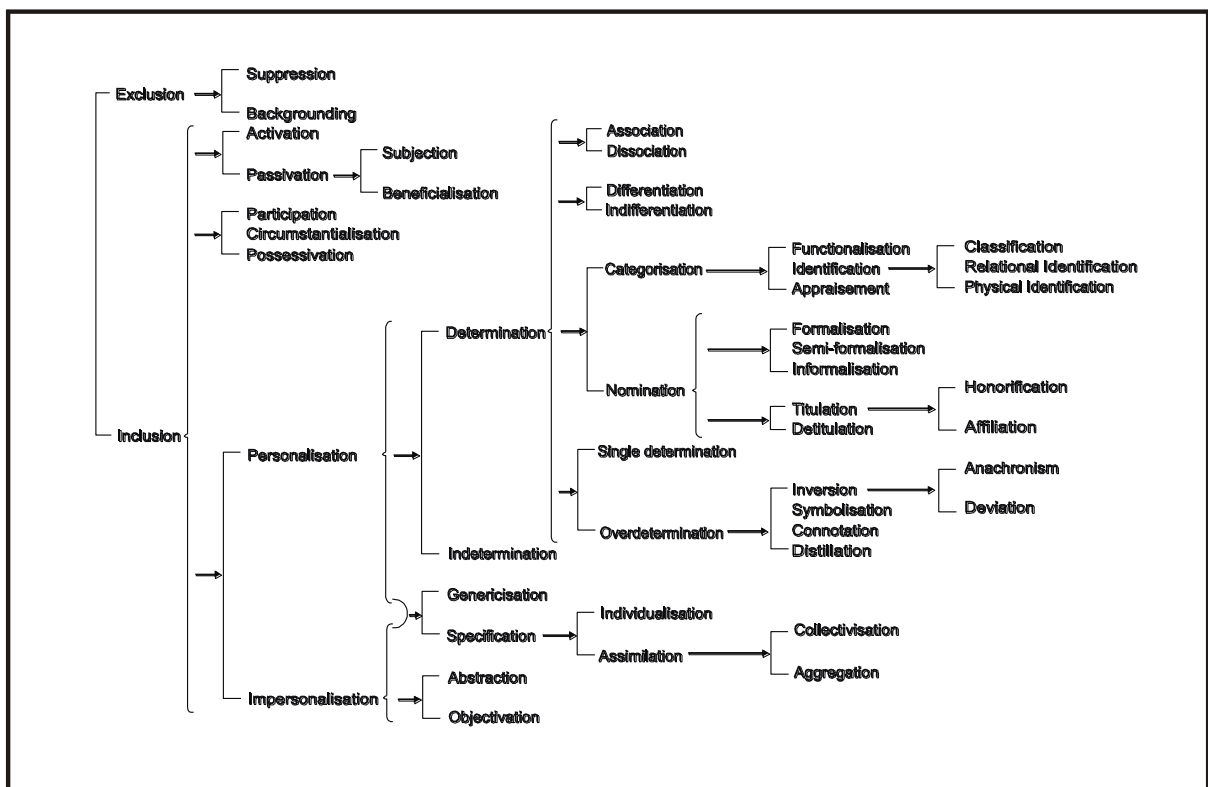 Suppression
Exclusion
Backgrounding
Activation
Association
Subjection
Dissociation
Passivation
Beneficialisation
Differentiation
Indifferentiation
Participation
Circumstantialisation
Possessivation
Functionalisation
Classification
Categorisation
Identification
Relational Identification
Appraisement
Physical Identification
Determination
Formalisation
Semi-formalisation
Informalisation
Nomination
Honorification
Titulation
Detitulation
Affiliation
Inclusion
Personalisation
Single determination
Anachronism
Inversion
Symbolisation
Deviation
Overdetermination
Connotation
Distillation
Indetermination
Genericisation
Individualisation
Specification
Collectivisation
Assimilation
Aggregation
Abstraction
Impersonalisation
Objectivation